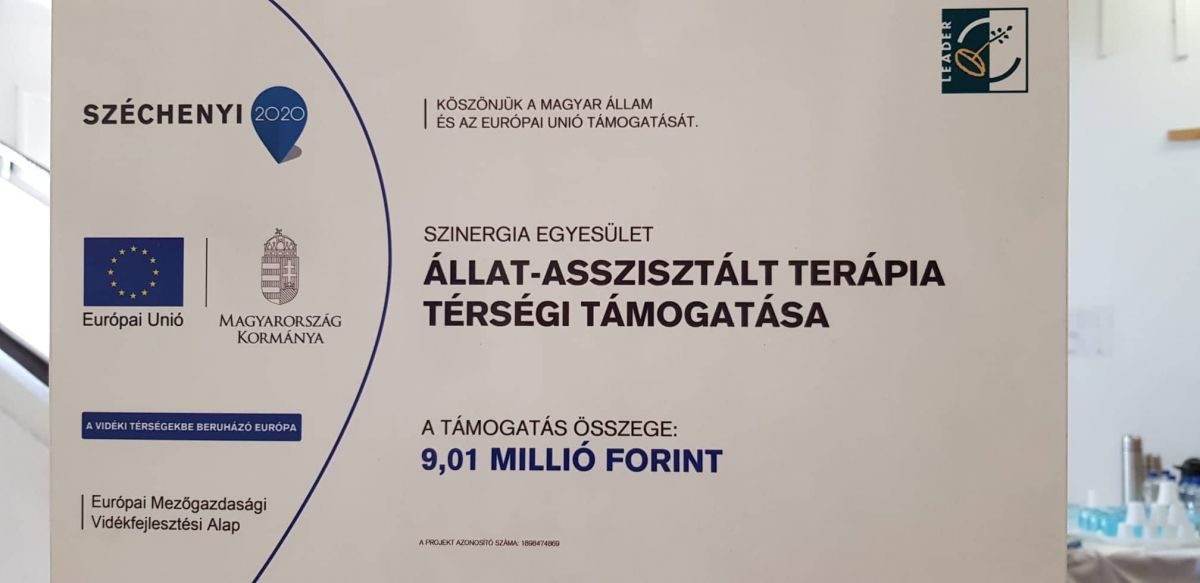 LEADER
SZÉCHENYI 2020
KÖSZÖNJÜK A MAGYAR ÁLLAM
ÉS AZ EURÓPAI UNIÓ TÁMOGATÁSÁT.
SZINERGIA EGYESÜLET
ÁLLAT-ASSZISZTÁLT TERÁPIA
TÉRSÉGI TÁMOGATÁSA
Európai Unió
MAGYARORSZÁG
KORMÁNYA
A VIDÉKI TÉRSÉGEKBE BERUHÁZÓ EURÓPA
A TÁMOGATÁS ÖSSZEGE:
9,01 MILLIÓ FORINT
Európai Mezőgazdasági
Vidékfejlesztési Alap
A PROJEKT AZONOSÍTÓ SZÁMA: 1898474869